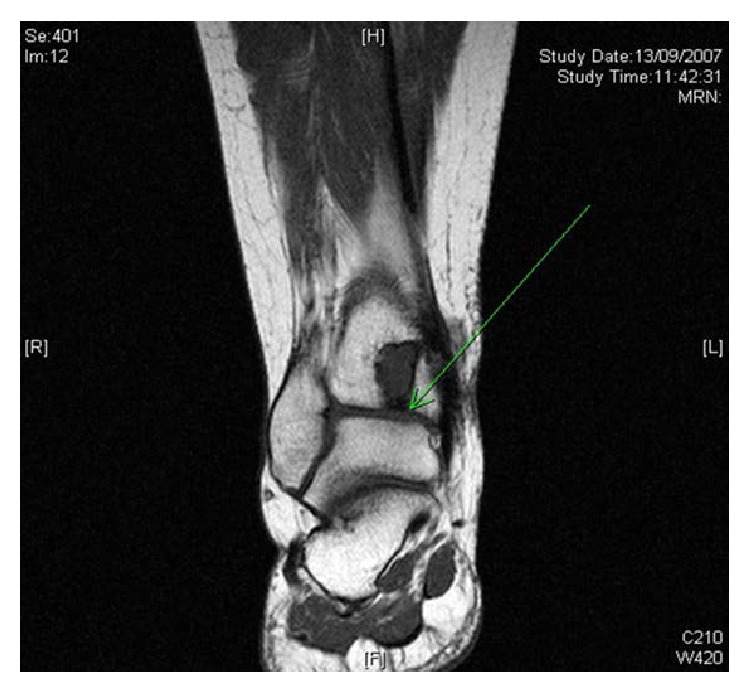 Se:401
Im:12
[H]
Study Date:13/09/2007
Study Time:11:42:31
MRN:
[R]
[L]
C210
W420
[F]